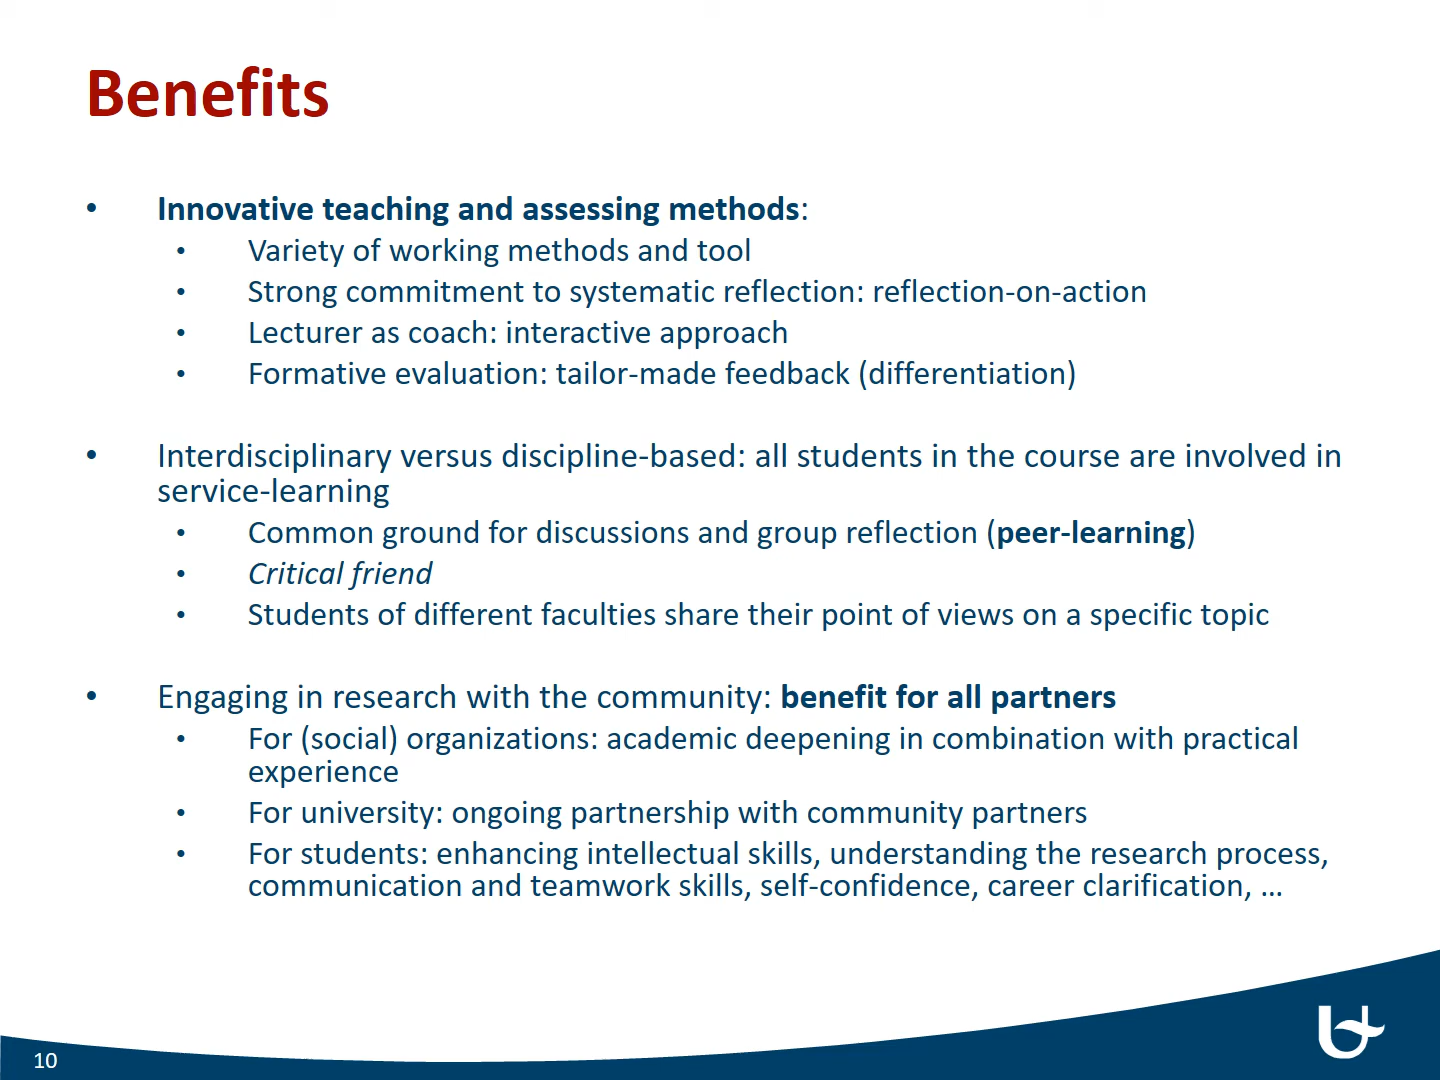 Benefits
• Innovative teaching and assessing methods:
• Variety of working methods and tool
• Strong commitment to systematic reflection: reflection-on-action
• Lecturer as coach: interactive approach
• Formative evaluation: tailor-made feedback (differentiation)
• Interdisciplinary versus discipline-based: all students in the course are involved in
service-learning
• Common ground for discussions and group reflection (peer-learning)
• Critical friend
• Students of different faculties share their point of views on a specific topic
• Engaging in research with the community: benefit for all partners
• For (social) organizations: academic deepening in combination with practical
experience
• For university: ongoing partnership with community partners
• For students: enhancing intellectual skills, understanding the research process,
communication and teamwork skills, self-confidence, career clarification, …
10